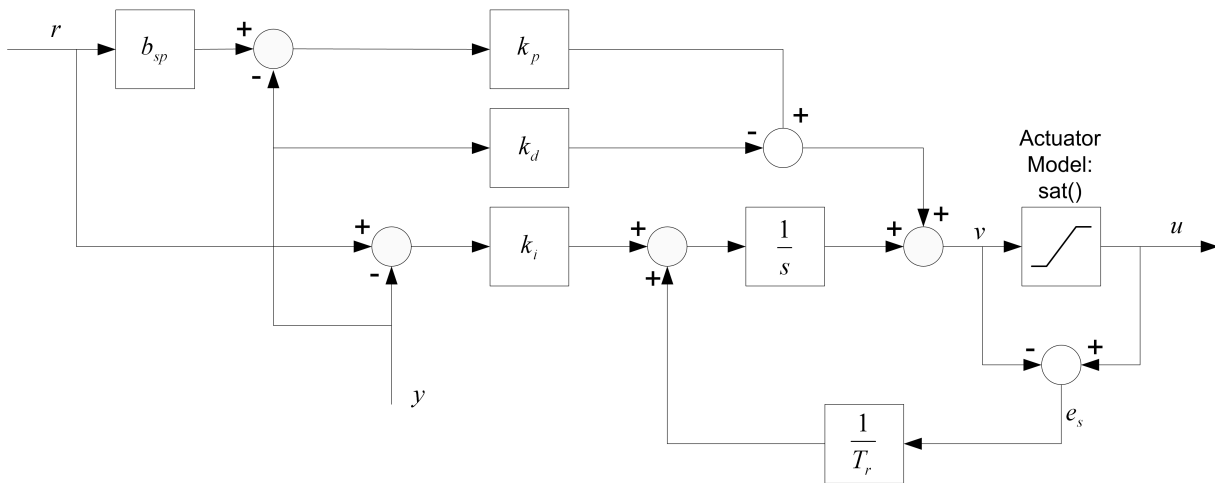 r
b_sp
+
-
k_p
k_d
-
+
Actuator
Model:
sat()
+
-
k_i
+
+
1
s
+
+
v
u
-
+
y
e_s
1
T_r